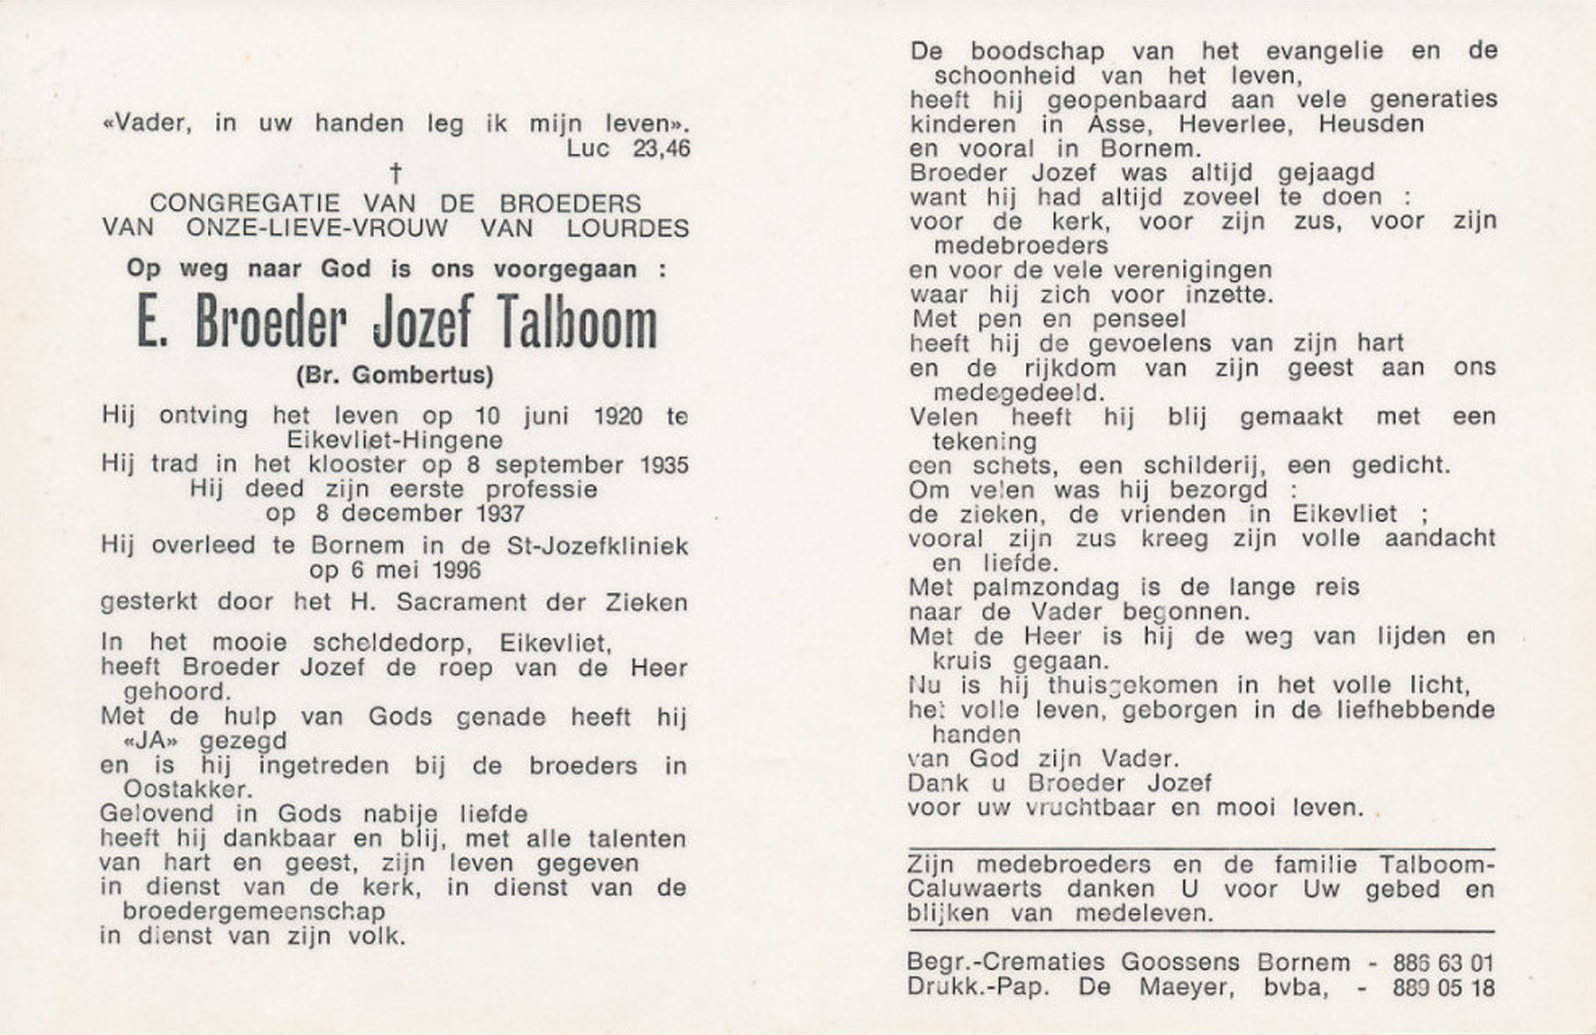 «Vader, in uw handen leg ik mijn leven».
Luc 23,46
†
CONGREGATIE VAN DE BROEDERS
VAN ONZE-LIEVE-VROUW VAN LOURDES
Op weg naar God is ons voorgegaan :
E. Broeder Jozef Talboom
(Br. Gombertus)
Hij ontving het leven op 10 juni 1920 te
Eikevliet-Hingene
Hij trad in het klooster op 8 september 1935
Hij deed zijn eerste professie
op 8 december 1937
Hij overleed te Bornem in de St-Jozefkliniek
op 6 mei 1996
gesterkt door het H. Sacrament der Zieken
In het mooie scheldedorp, Eikevliet,
heeft Broeder Jozef de roep van de Heer
gehoord.
Met de hulp van Gods genade heeft hij
«JA» gezegd
en is hij ingetreden bij de broeders in
Oostakker.
Gelovend in Gods nabije liefde
heeft hij dankbaar en blij, met alle talenten
van hart en geest, zijn leven gegeven
in dienst van de kerk, in dienst van de
broedergemeenschap
in dienst van zijn volk.
De boodschap van het evangelie en de
schoonheid van het leven,
heeft hij geopenbaard aan vele generaties
kinderen in Asse, Heverlee, Heusden
en vooral in Bornem.
Broeder Jozef was altijd gejaagd
want hij had altijd zoveel te doen :
voor de kerk, voor zijn zus, voor zijn
medebroeders
en voor de vele verenigingen
waar hij zich voor inzette.
Met pen en penseel
heeft hij de gevoelens van zijn hart
en de rijkdom van zijn geest aan ons
medegedeeld.
Velen heeft hij blij gemaakt met een
tekening
een schets, een schilderij, een gedicht.
Om velen was hij bezorgd :
de zieken, de vrienden in Eikevliet ;
vooral zijn zus kreeg zijn volle aandacht
en liefde.
Met palmzondag is de lange reis
naar de Vader begonnen.
Met de Heer is hij de weg van lijden en
kruis gegaan.
Nu is hij thuisgekomen in het volle licht,
het volle leven, geborgen in de liefhebbende
handen
van God zijn Vader.
Dank u Broeder Jozef
voor uw vruchtbaar en mooi leven.
Zijn medebroeders en de familie Talboom-
Caluwaerts danken U voor Uw gebed en
blijken van medeleven.
Begr.-Crematies Goossens Bornem - 886 63 01
Drukk.-Pap. De Maeyer, bvba, - 889 05 18